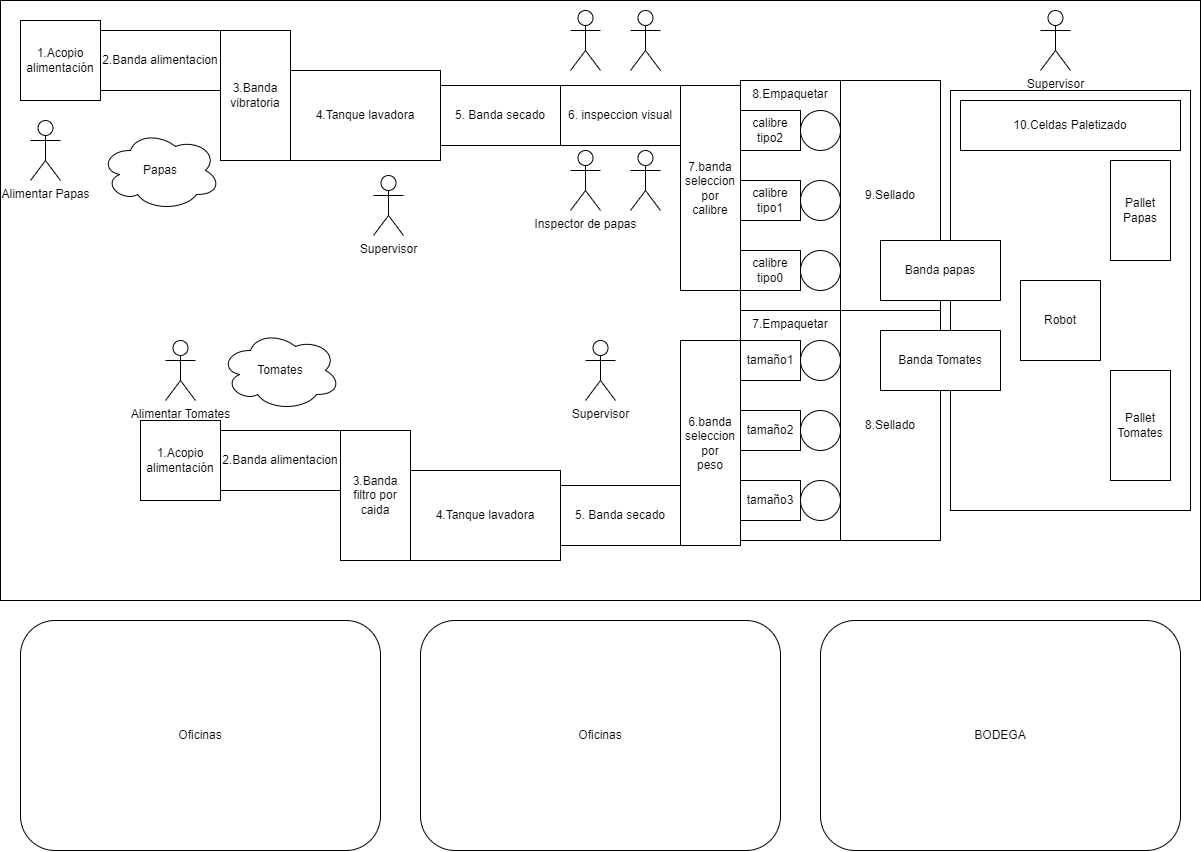 1.Acopio
alimentación
2.Banda alimentacion
3.Banda
vibratoria
4.Tanque lavadora
5. Banda secado
6. inspeccion visual
7.banda
seleccion
por
calibre
8.Empaquetar
calibre
tipo2
calibre
tipo1
calibre
tipo0
9.Sellado
Supervisor
10.Celdas Paletizado
Pallet
Papas
Banda papas
Robot
Banda Tomates
Pallet
Tomates
Alimentar Papas
Papas
Supervisor
Inspector de papas
Alimentar Tomates
Tomates
Supervisor
1.Acopio
alimentación
2.Banda alimentacion
3.Banda
filtro por
caida
4.Tanque lavadora
5. Banda secado
6.banda
seleccion
por
peso
7.Empaquetar
tamaño1
tamaño2
tamaño3
8.Sellado
Oficinas
Oficinas
BODEGA